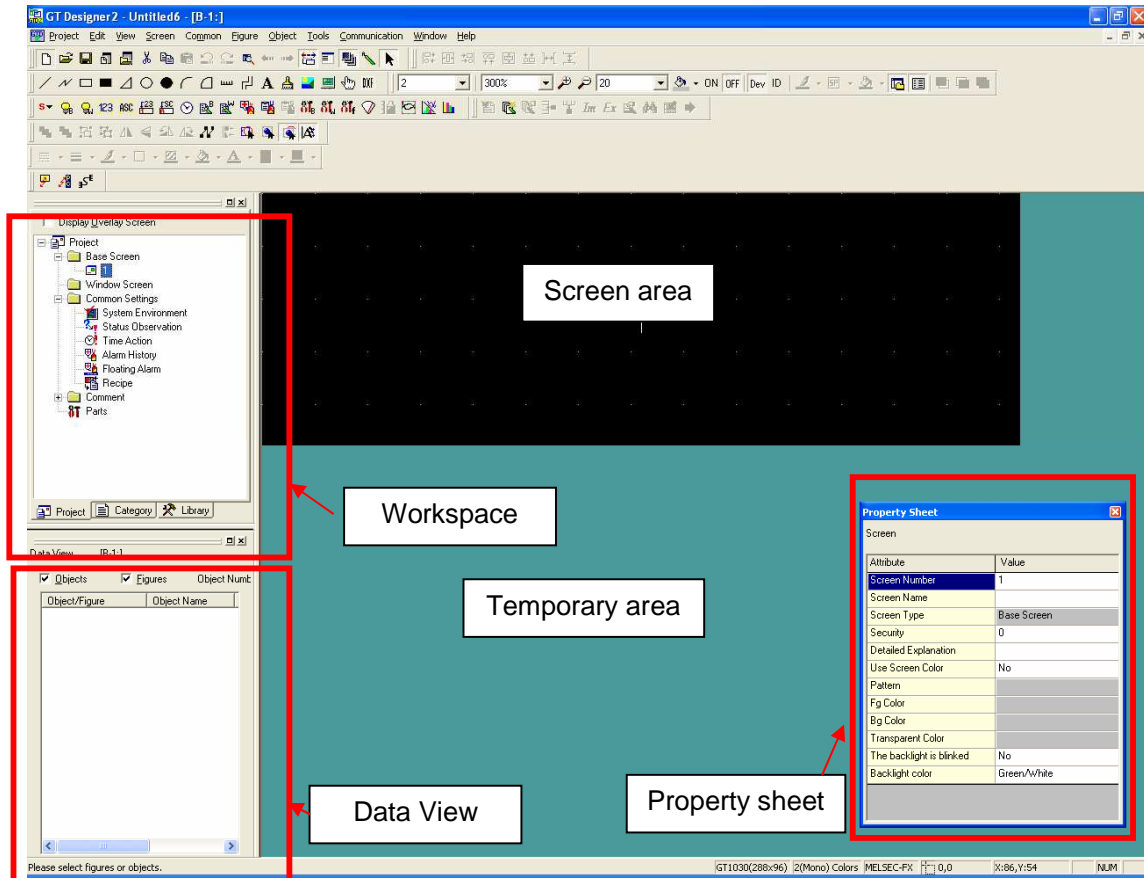 GT Designer2 - Untitled6 - [B-1:]
Project Edit View Screen Common Figure Object Tools Communication Window Help
A DXF 2 300% 20 ON OFF Dev ID
123 ASC Im Ex
Display Overlay Screen
Project
Base Screen
1
Window Screen
Common Settings
System Environment
Status Observation
Time Action
Alarm History
Floating Alarm
Recipe
Comment
Parts
Project Category Library
Screen area
Workspace
Temporary area
Data View [B-1:]
Objects Figures Object Numb
Object/Figure Object Name
Data View
Property sheet
Property Sheet
Screen
Attribute Value
Screen Number 1
Screen Name
Screen Type Base Screen
Security 0
Detailed Explanation
Use Screen Color No
Pattern
Fg Color
Bg Color
Transparent Color
The backlight is blinked No
Backlight color Green/White
Please select figures or objects.
GT1030(288x96) 2(Mono) Colors MELSEC-FX 0,0 X:86,Y:54 NUM